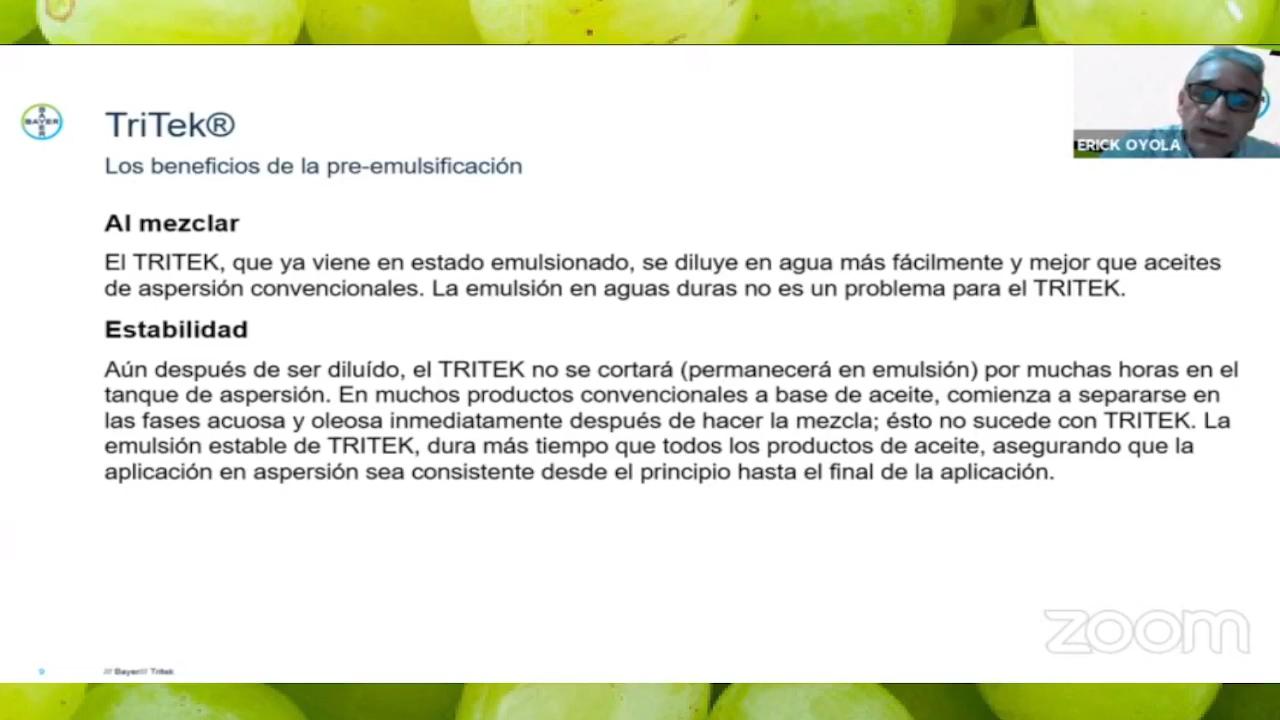 BAYER
BAYER
TriTek®
Los beneficios de la pre-emulsificación
ERICK OYOLA
Al mezclar
El TRITEK, que ya viene en estado emulsionado, se diluye en agua más fácilmente y mejor que aceites
de aspersión convencionales. La emulsión en aguas duras no es un problema para el TRITEK.
Estabilidad
Aún después de ser diluído, el TRITEK no se cortará (permanecerá en emulsión) por muchas horas en el
tanque de aspersión. En muchos productos convencionales a base de aceite, comienza a separarse en
las fases acuosa y oleosa inmediatamente después de hacer la mezcla; ésto no sucede con TRITEK. La
emulsión estable de TRITEK, dura más tiempo que todos los productos de aceite, asegurando que la
aplicación en aspersión sea consistente desde el principio hasta el final de la aplicación.
zoom
9
/// Bayer/// Tritek